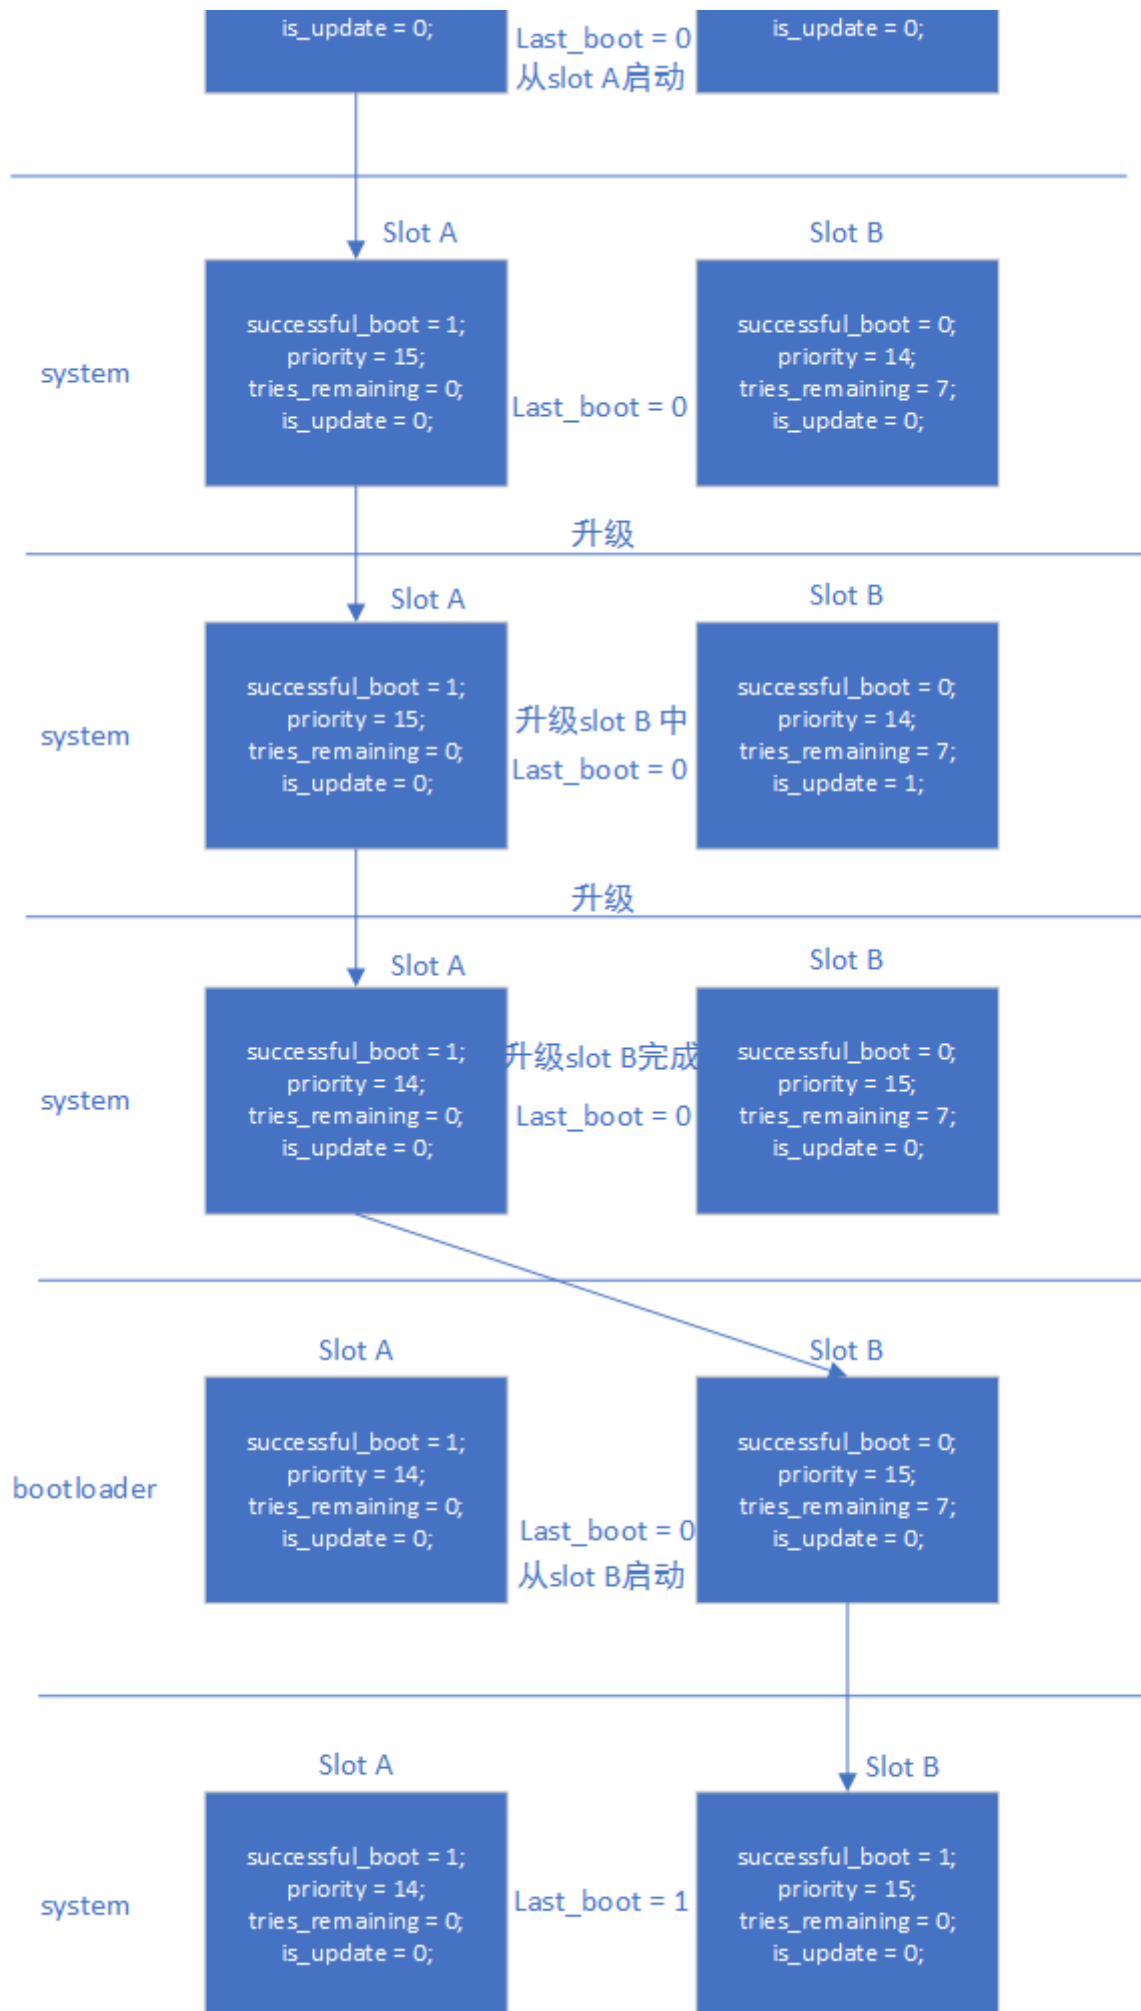 is_update = 0;
Last_boot = 0
从slot A启动
is_update = 0;
Slot A
Slot B
system
successful_boot = 1;
priority = 15;
tries_remaining = 0;
is_update = 0;
Last_boot = 0
successful_boot = 0;
priority = 14;
tries_remaining = 7;
is_update = 0;
升级
Slot A
Slot B
system
successful_boot = 1;
priority = 15;
tries_remaining = 0;
is_update = 0;
升级slot B 中
Last_boot = 0
successful_boot = 0;
priority = 14;
tries_remaining = 7;
is_update = 1;
升级
Slot A
Slot B
system
successful_boot = 1;
priority = 14;
tries_remaining = 0;
is_update = 0;
升级slot B完成
Last_boot = 0
successful_boot = 0;
priority = 15;
tries_remaining = 7;
is_update = 0;
Slot A
Slot B
bootloader
successful_boot = 1;
priority = 14;
tries_remaining = 0;
is_update = 0;
Last_boot = 0
从slot B启动
successful_boot = 0;
priority = 15;
tries_remaining = 7;
is_update = 0;
Slot A
Slot B
system
successful_boot = 1;
priority = 14;
tries_remaining = 0;
is_update = 0;
Last_boot = 1
successful_boot = 1;
priority = 15;
tries_remaining = 0;
is_update = 0;